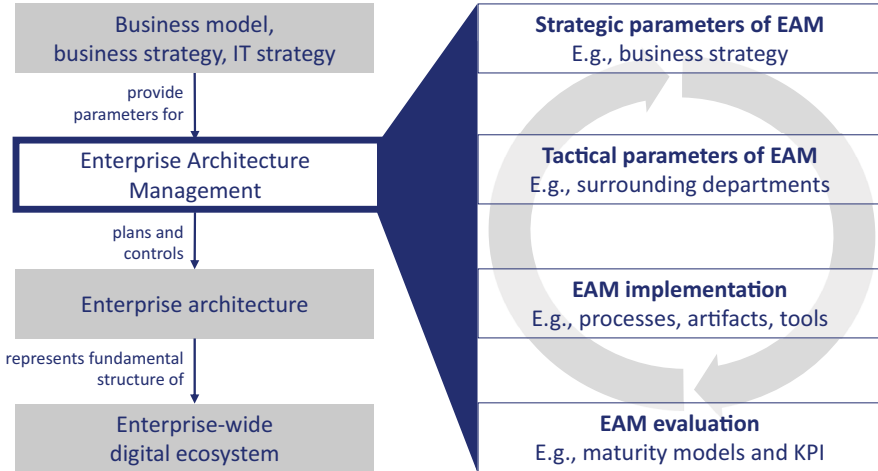 Business model,
business strategy, IT strategy
provide
parameters for
Enterprise Architecture
Management
plans and
controls
Enterprise architecture
represents fundamental
structure of
Enterprise-wide
digital ecosystem
Strategic parameters of EAM
E.g., business strategy
Tactical parameters of EAM
E.g., surrounding departments
EAM implementation
E.g., processes, artifacts, tools
EAM evaluation
E.g., maturity models and KPI